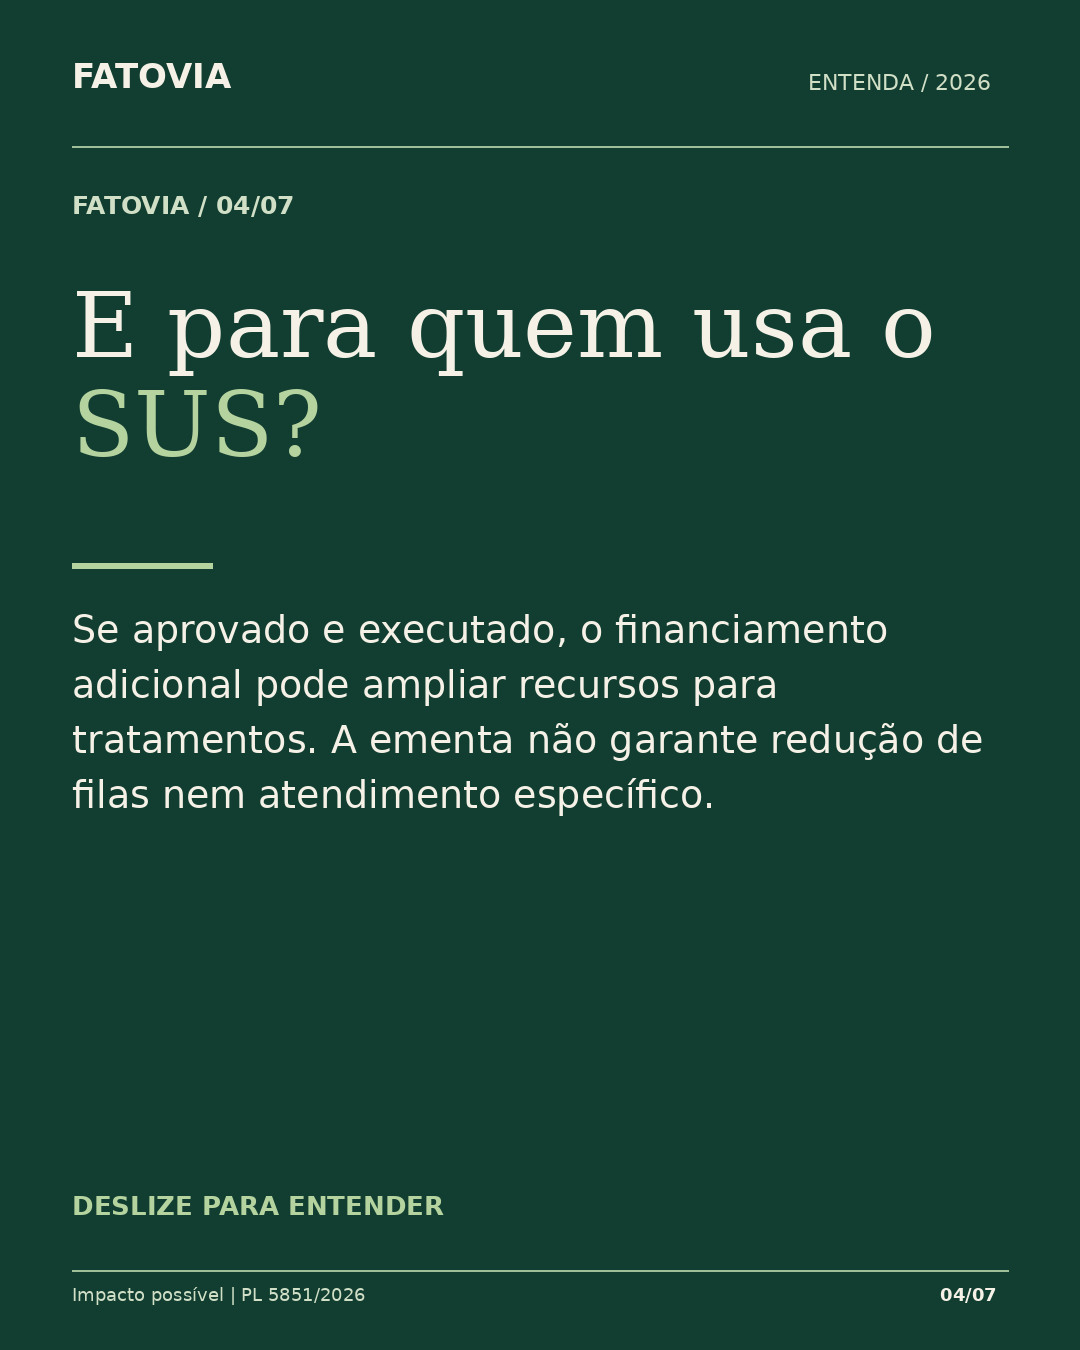 FATOVIA
ENTENDA / 2026
FATOVIA / 04/07
E para quem usa o
SUS?
Se aprovado e executado, o financiamento
adicional pode ampliar recursos para
tratamentos. A ementa não garante redução de
filas nem atendimento específico.
DESLIZE PARA ENTENDER
Impacto possível | PL 5851/2026
04/07